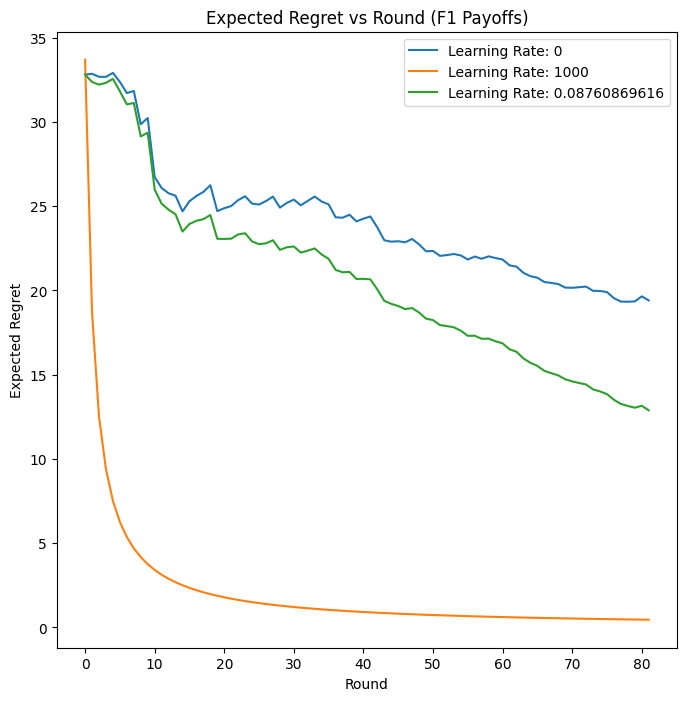 Expected Regret vs Round (F1 Payoffs)
Learning Rate: 0
Learning Rate: 1000
Learning Rate: 0.08760869616
35
30
25
20
15
10
5
0
Expected Regret
0 10 20 30 40 50 60 70 80
Round